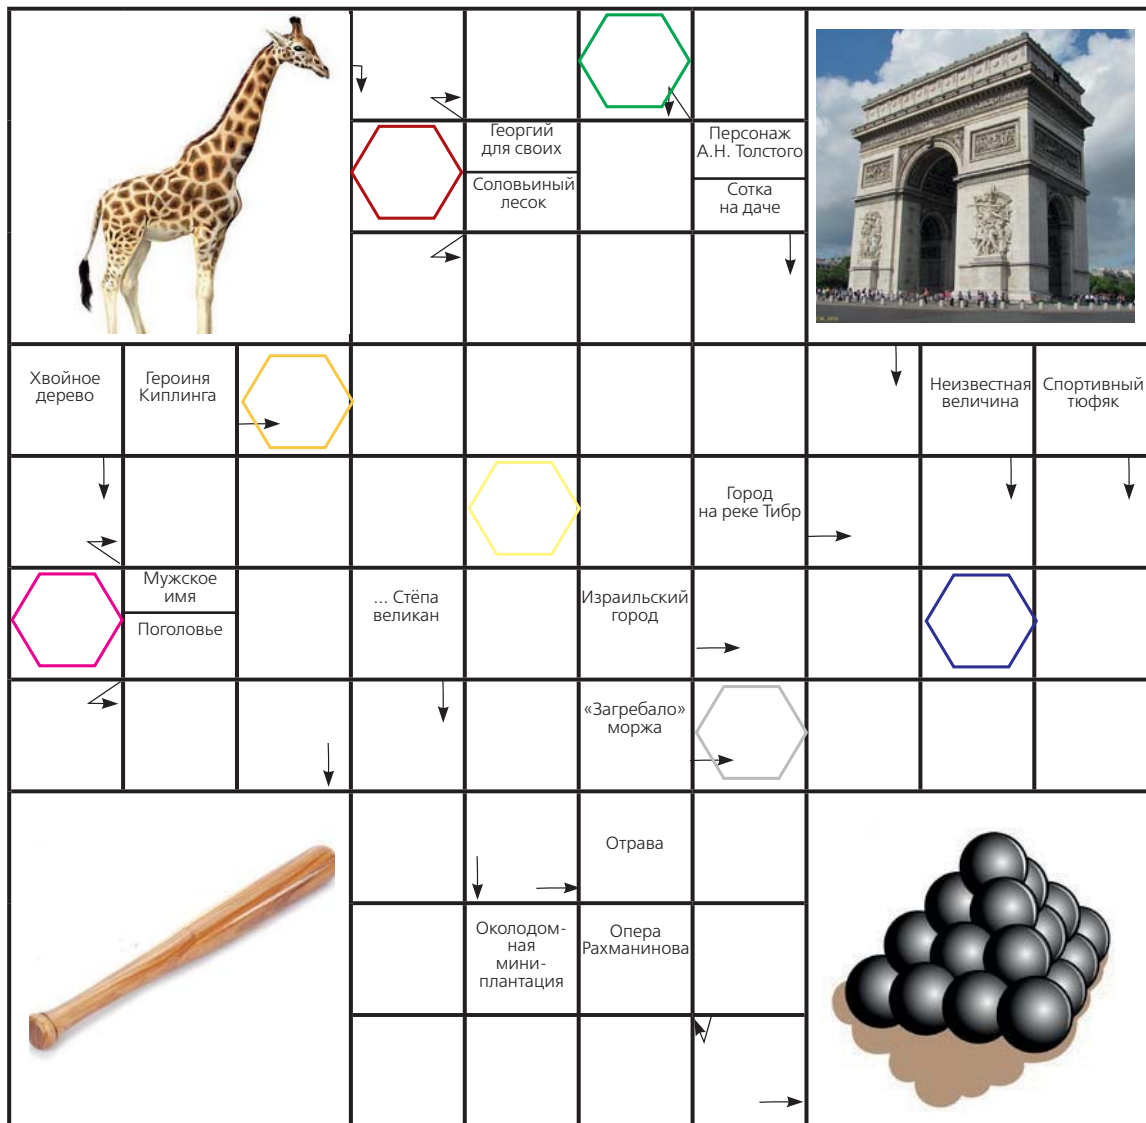 Георгий
для своих
Соловьиный
лесок
Персонаж
А.Н. Толстого
Сотка
на даче
Хвойное
дерево
Героиня
Киплинга
Неизвестная
величина
Спортивный
тюфяк
Город
на реке Тибр
Мужское
имя
Поголовье
... Стёпа
великан
Израильский
город
«Загребало»
моржа
Отрава
Околодом-
ная
мини-
плантация
Опера
Рахманинова